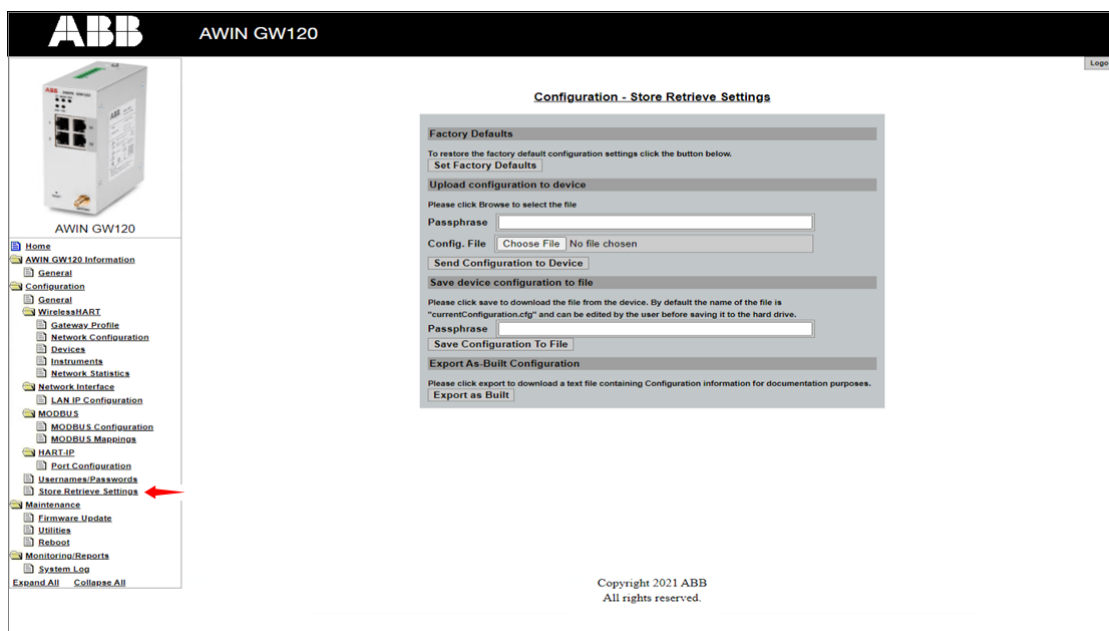 ABB
AWIN GW120
Logo
AWIN GW120
Home
AWIN GW120 Information
General
Configuration
General
WirelessHART
Gateway Profile
Network Configuration
Devices
Instruments
Network Statistics
Network Interface
LAN IP Configuration
MODBUS
MODBUS Configuration
MODBUS Mappings
HART-IP
Port Configuration
Usernames/Passwords
Store Retrieve Settings
Maintenance
Firmware Update
Utilities
Reboot
Monitoring/Reports
System Log
Expand All Collapse All
Configuration - Store Retrieve Settings
Factory Defaults
To restore the factory default configuration settings click the button below.
Set Factory Defaults
Upload configuration to device
Please click Browse to select the file
Passphrase
Config. File Choose File No file chosen
Send Configuration to Device
Save device configuration to file
Please click save to download the file from the device. By default the name of the file is
"currentConfiguration.cfg" and can be edited by the user before saving it to the hard drive.
Passphrase
Save Configuration To File
Export As-Built Configuration
Please click export to download a text file containing Configuration information for documentation purposes.
Export as Built
Copyright 2021 ABB
All rights reserved.